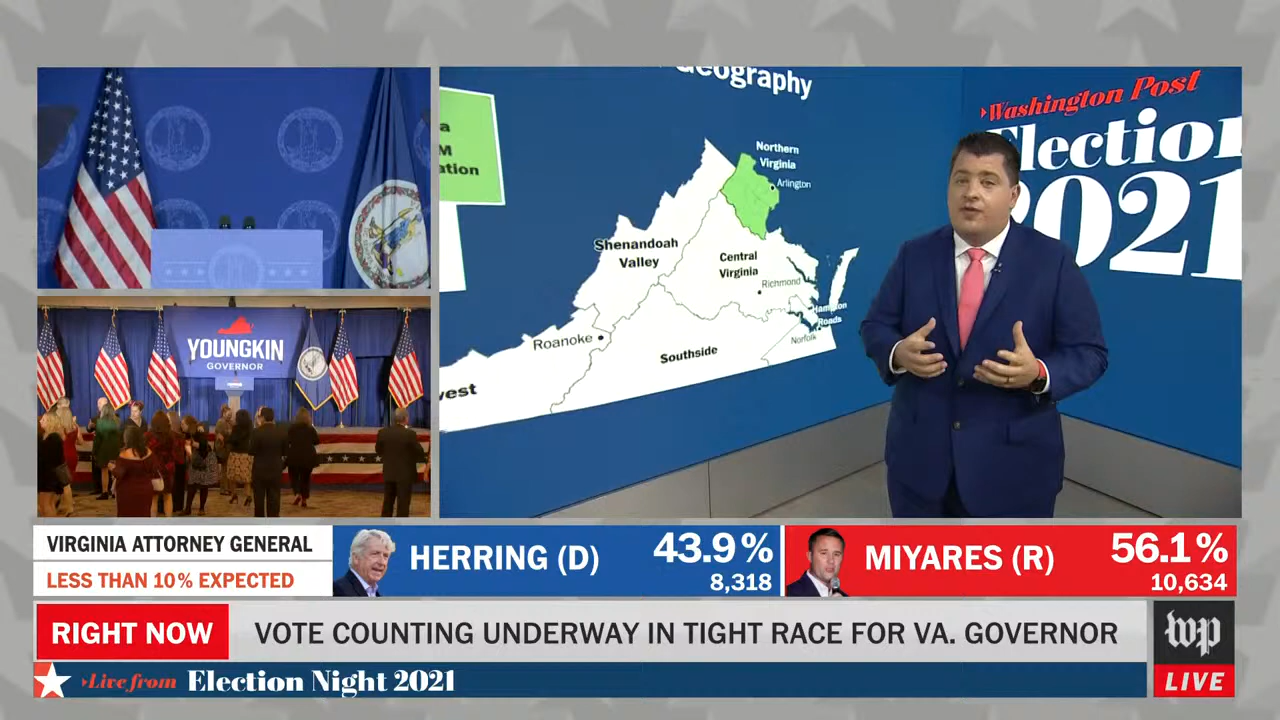 Geography
a
M
ation
Northern
Virginia
Arlington
Shenandoah
Valley
Central
Virginia
Richmond
Hampton
Roads
Norfolk
Roanoke
Southside
west
Washington Post
Election
2021
YOUNGKIN
GOVERNOR
VIRGINIA ATTORNEY GENERAL
LESS THAN 10% EXPECTED
HERRING (D)
43.9%
8,318
MIYARES (R)
56.1%
10,634
RIGHT NOW
VOTE COUNTING UNDERWAY IN TIGHT RACE FOR VA. GOVERNOR
wp
LIVE
Live from Election Night 2021